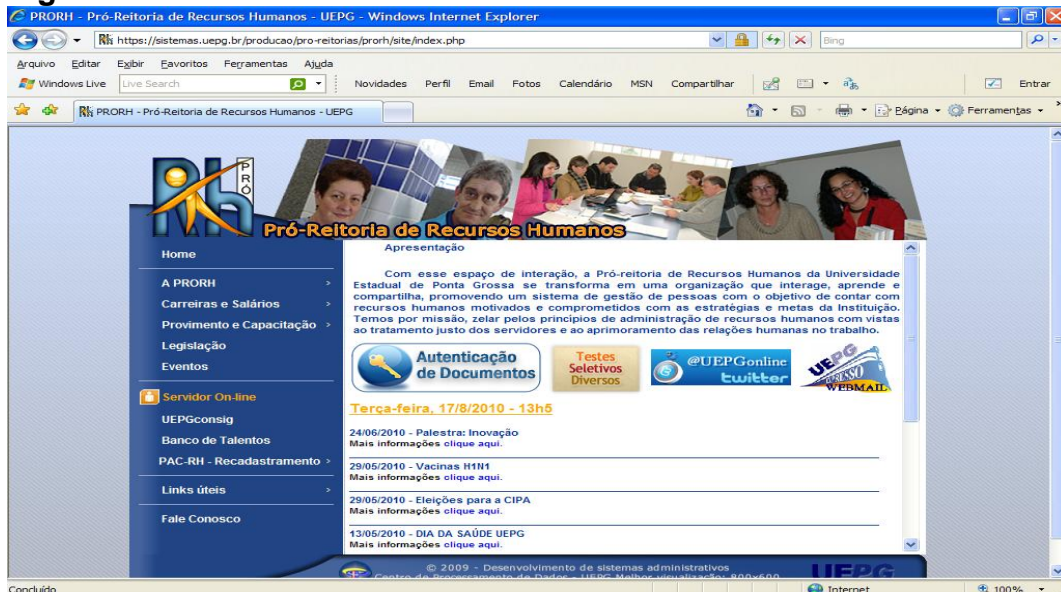 PRORH - Pró-Reitoria de Recursos Humanos - UEPG - Windows Internet Explorer
https://sistemas.uepg.br/producao/pro-reitorias/prorh/site/index.php
Bing
Arquivo Editar Exibir Favoritos Ferramentas Ajuda
Windows Live Live Search Novidades Perfil Email Fotos Calendário MSN Compartilhar Entrar
PRORH - Pró-Reitoria de Recursos Humanos - UEPG Página Ferramentas
Rh PRÓ
Pró-Reitoria de Recursos Humanos
Home
A PRORH
Carreiras e Salários
Provimento e Capacitação
Legislação
Eventos
Servidor On-line
UEPGconsig
Banco de Talentos
PAC-RH - Recadastramento
Links úteis
Fale Conosco
Apresentação
Com esse espaço de interação, a Pró-reitoria de Recursos Humanos da Universidade
Estadual de Ponta Grossa se transforma em uma organização que interage, aprende e
compartilha, promovendo um sistema de gestão de pessoas com o objetivo de contar com
recursos humanos motivados e comprometidos com as estratégias e metas da Instituição.
Temos por missão, zelar pelos princípios de administração de recursos humanos com vistas
ao tratamento justo dos servidores e ao aprimoramento das relações humanas no trabalho.
Autenticação
de Documentos
Testes
Seletivos
Diversos
@UEPGonline
twitter
UEPG
ACESSO
WEBMAIL
Terça-feira, 17/8/2010 - 13h5
24/06/2010 - Palestra: Inovação
Mais informações clique aqui.
29/05/2010 - Vacinas H1N1
Mais informações clique aqui.
29/05/2010 - Eleições para a CIPA
Mais informações clique aqui.
13/05/2010 - DIA DA SAÚDE UEPG
Mais informações clique aqui.
© 2009 - Desenvolvimento de sistemas administrativos
Centro de Processamento de Dados - UEPG Melhor visualização: 800x600
UEPG
Concluído Internet 100%